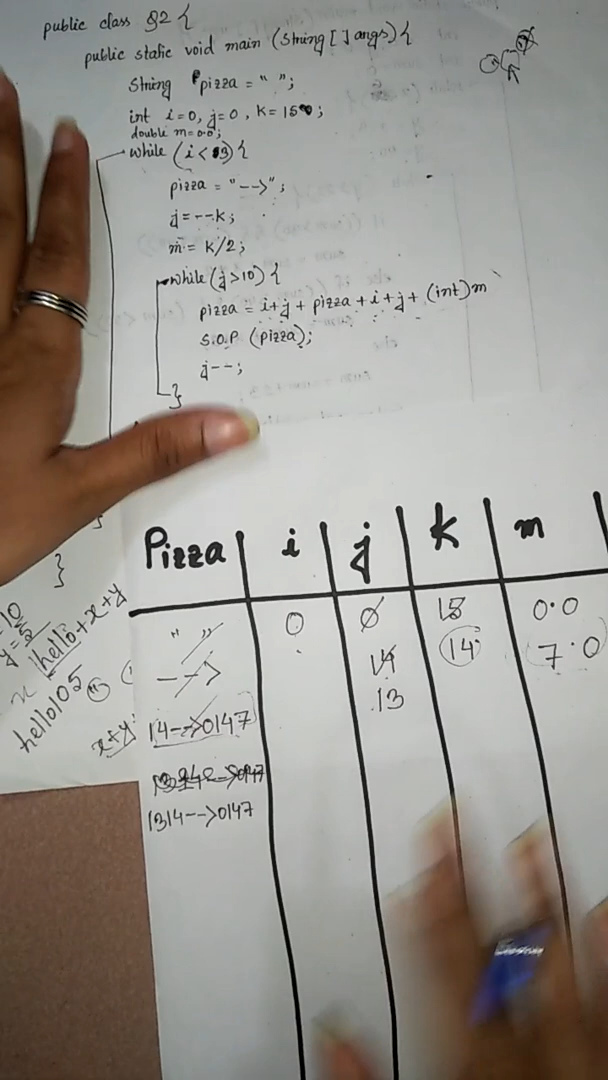 public class Q2 {
public static void main (String[] args) {
String pizza = " ";
int i=0, j=0, k=15;
double m=0.0;
while (i<3) {
pizza = "-->";
j=--k;
m = k/2;
while (j>10) {
pizza = i+j + pizza + i + j + (int)m
S.O.P (pizza);
j--;
}
}
}
hello+x+y
hello105
x+y
Pizza i j k m
" " 0 0 15 0.0
--> 14 14 7.0
13
14-->0147
1314-->0147